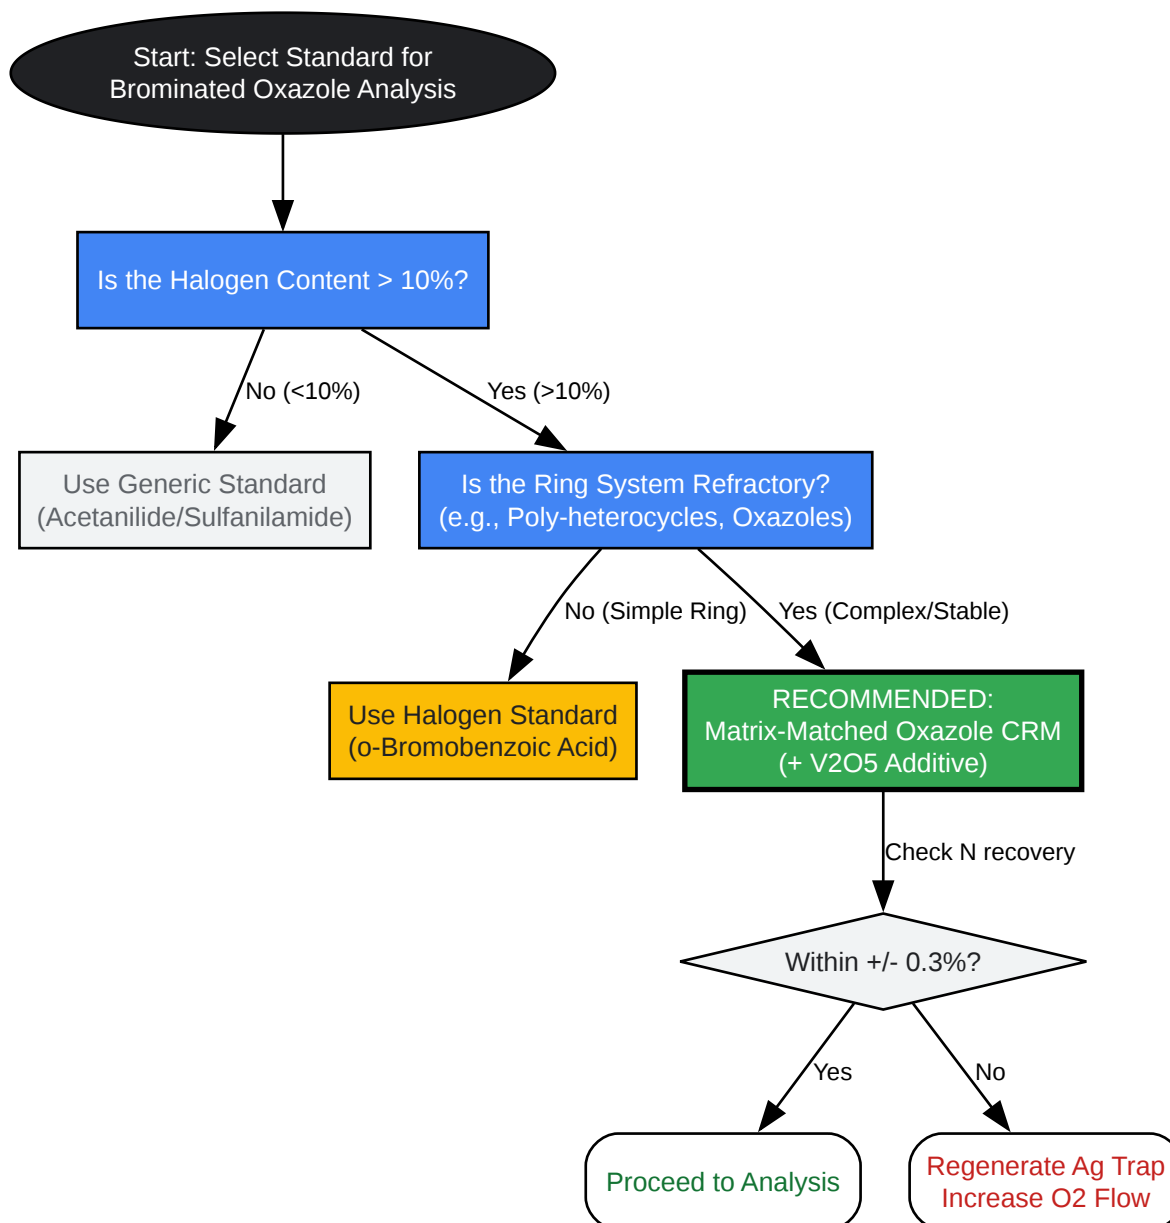 Start: Select Standard for
Brominated Oxazole Analysis
Is the Halogen Content > 10%?
No (<10%)
Yes (>10%)
Use Generic Standard
(Acetanilide/Sulfanilamide)
Is the Ring System Refractory?
(e.g., Poly-heterocycles, Oxazoles)
No (Simple Ring)
Yes (Complex/Stable)
Use Halogen Standard
(o-Bromobenzoic Acid)
RECOMMENDED:
Matrix-Matched Oxazole CRM
(+ V2O5 Additive)
Check N recovery
Within +/- 0.3%?
Yes
No
Proceed to Analysis
Regenerate Ag Trap
Increase O2 Flow